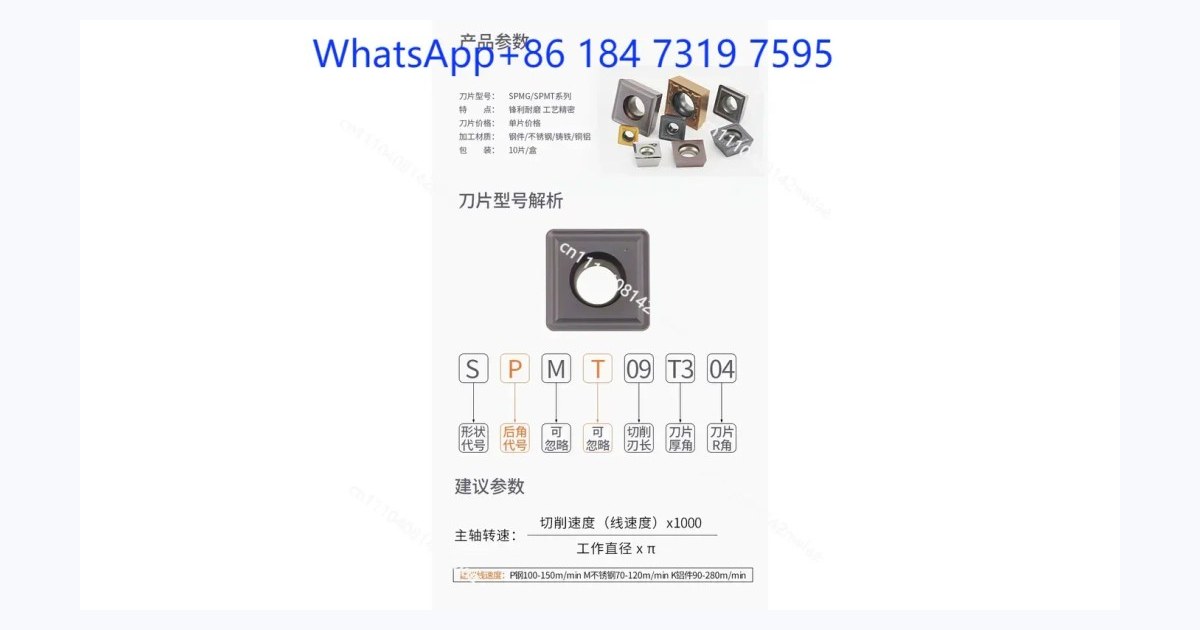 产品参数
WhatsApp+86 184 7319 7595
刀片型号： SPMG/SPMT系列
特 点： 锋利耐磨 工艺精密
刀片价格： 单片价格
加工材质： 钢件/不锈钢/铸铁/铜铝
包 装： 10片/盒
刀片型号解析
S P M T 09 T3 04
形状代号 后角代号 可忽略 可忽略 切削刃长 刀片厚角 刀片R角
建议参数
主轴转速： 切削速度（线速度）x1000
工作直径 x π
线速度： P钢100-150m/min M不锈钢70-120m/min K铝件90-280m/min